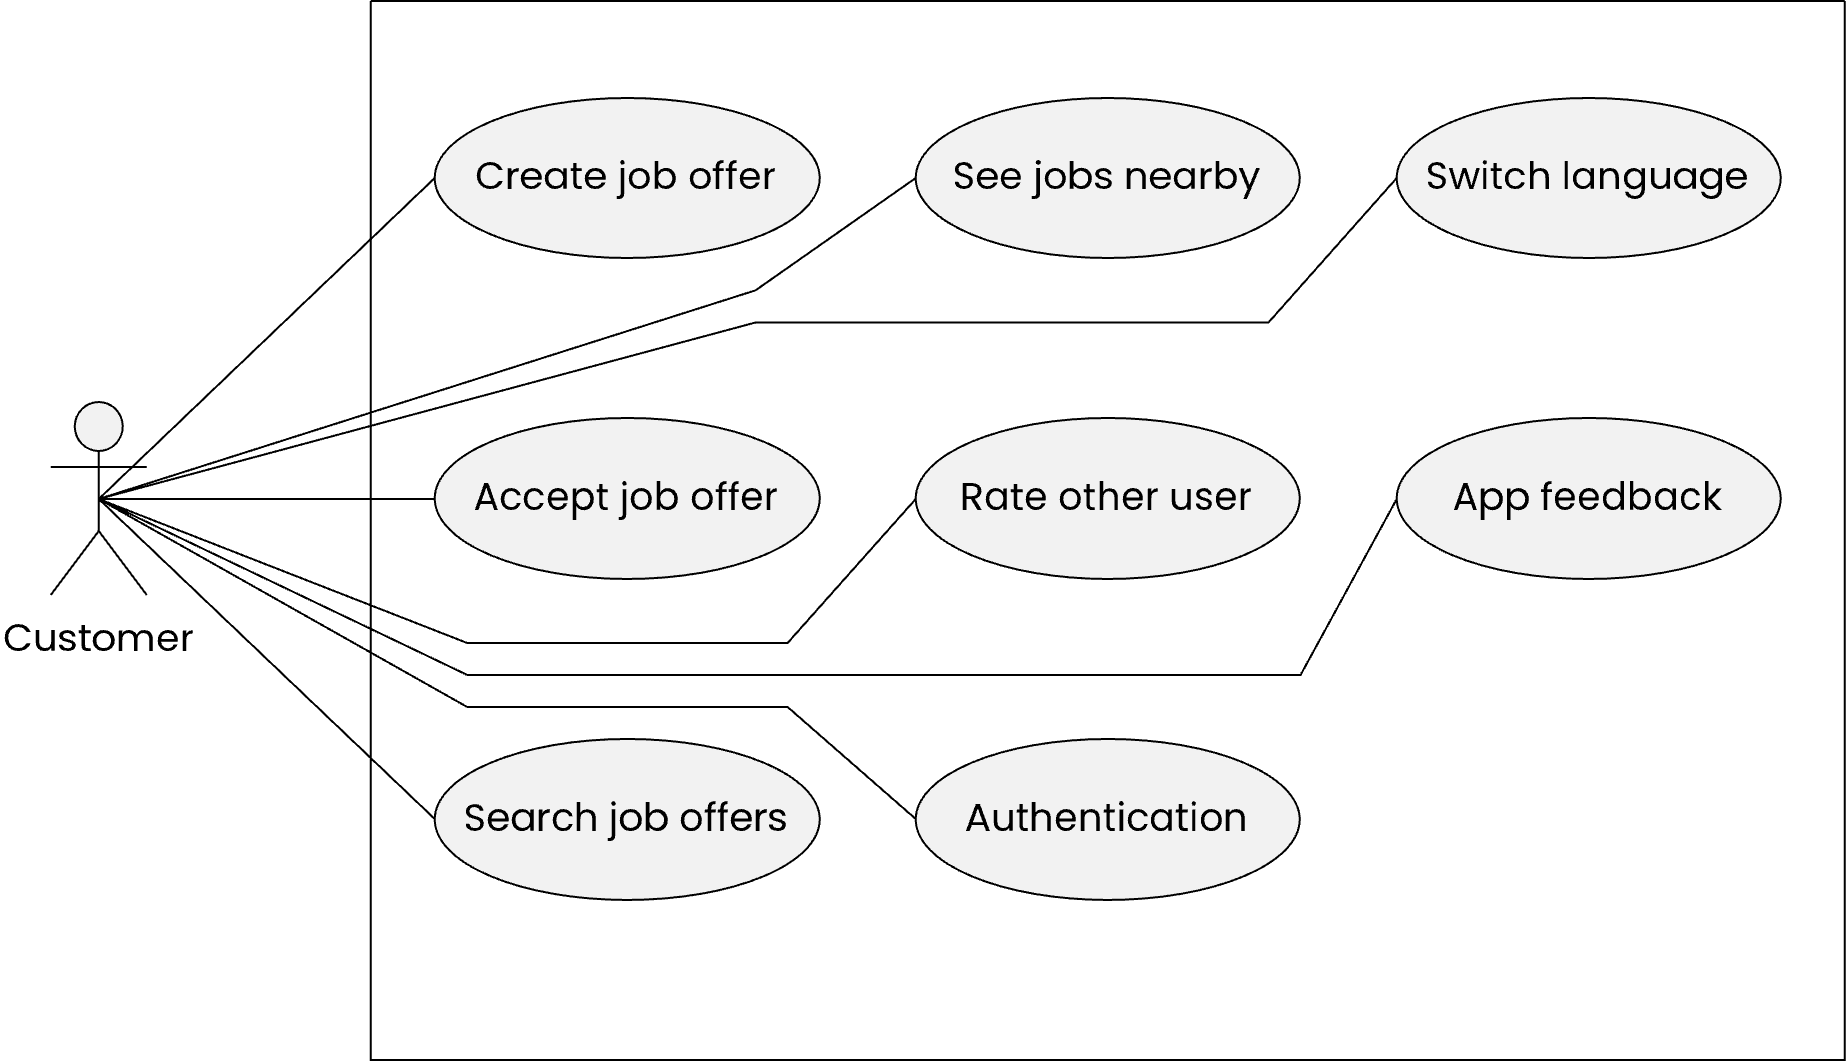 Create job offer
See jobs nearby
Switch language
Accept job offer
Rate other user
App feedback
Customer
Search job offers
Authentication